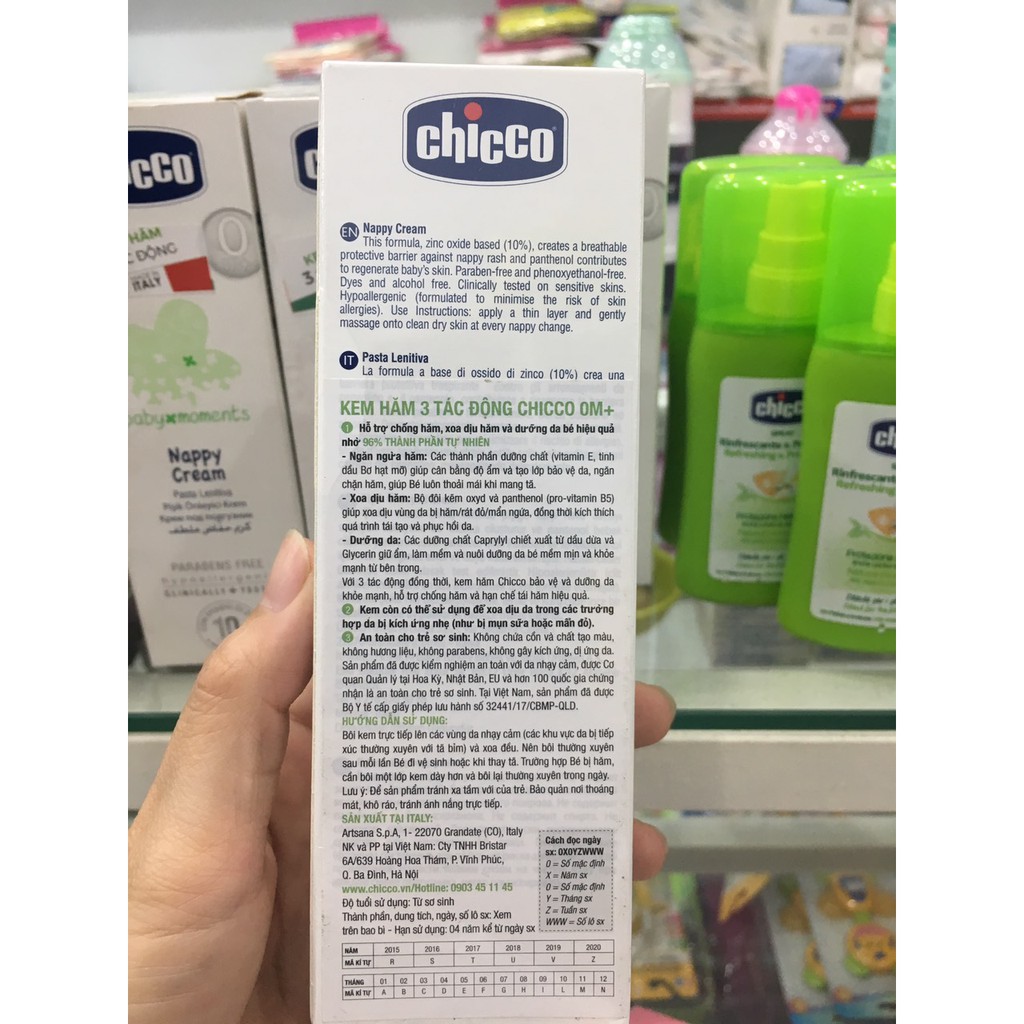 chicco
EN Nappy Cream
This formula, zinc oxide based (10%), creates a breathable
protective barrier against nappy rash and panthenol contributes
to regenerate baby's skin. Paraben-free and phenoxyethanol-free.
Dyes and alcohol free. Clinically tested on sensitive skins.
Hypoallergenic (formulated to minimise the risk of skin
allergies). Use Instructions: apply a thin layer and gently
massage onto clean dry skin at every nappy change.
IT Pasta Lenitiva
La formula a base di ossido di zinco (10%) crea una
KEM HĂM 3 TÁC ĐỘNG CHICCO 0M+
1 Hỗ trợ chống hăm, xoa dịu hăm và dưỡng da bé hiệu quả
nhờ 96% THÀNH PHẦN TỰ NHIÊN
- Ngăn ngừa hăm: Các thành phần dưỡng chất (vitamin E, tinh
dầu Bơ hạt mỡ) giúp cân bằng độ ẩm và tạo lớp bảo vệ da, ngăn
chặn hăm, giúp Bé luôn thoải mái khi mang tã.
- Xoa dịu hăm: Bộ đôi kẽm oxyd và panthenol (pro-vitamin B5)
giúp xoa dịu vùng da bị hăm/rát đỏ/mẩn ngứa, đồng thời kích thích
quá trình tái tạo và phục hồi da.
- Dưỡng da: Các dưỡng chất Caprylyl chiết xuất từ dầu dừa và
Glycerin giữ ẩm, làm mềm và nuôi dưỡng da bé mềm mịn và khỏe
mạnh từ bên trong.
Với 3 tác động đồng thời, kem hăm Chicco bảo vệ và dưỡng da
khỏe mạnh, hỗ trợ chống hăm và hạn chế tái hăm hiệu quả.
2 Kem còn có thể sử dụng để xoa dịu da trong các trường
hợp da bị kích ứng nhẹ (như bị mụn sữa hoặc mẩn đỏ).
3 An toàn cho trẻ sơ sinh: Không chứa cồn và chất tạo màu,
không hương liệu, không parabens, không gây kích ứng, dị ứng da.
Sản phẩm đã được kiểm nghiệm an toàn với da nhạy cảm, được Cơ
quan Quản lý tại Hoa Kỳ, Nhật Bản, EU và hơn 100 quốc gia chứng
nhận là an toàn cho trẻ sơ sinh. Tại Việt Nam, sản phẩm đã được
Bộ Y tế cấp giấy phép lưu hành số 32441/17/CBMP-QLD.
HƯỚNG DẪN SỬ DỤNG:
Bôi kem trực tiếp lên các vùng da nhạy cảm (các khu vực da bị tiếp
xúc thường xuyên với tã bỉm) và xoa đều. Nên bôi thường xuyên
sau mỗi lần Bé đi vệ sinh hoặc khi thay tã. Trường hợp Bé bị hăm,
cần bôi một lớp kem dày hơn và bôi lại thường xuyên trong ngày.
Lưu ý: Để sản phẩm tránh xa tầm với của trẻ. Bảo quản nơi thoáng
mát, khô ráo, tránh ánh nắng trực tiếp.
SẢN XUẤT TẠI ITALY:
Artsana S.p.A, 1- 22070 Grandate (CO), Italy
NK và PP tại Việt Nam: Cty TNHH Bristar
6A/639 Hoàng Hoa Thám, P. Vĩnh Phúc,
Q. Ba Đình, Hà Nội
www.chicco.vn/Hotline: 0903 45 11 45
Độ tuổi sử dụng: Từ sơ sinh
Thành phần, dung tích, ngày, số lô sx: Xem
trên bao bì - Hạn sử dụng: 04 năm kể từ ngày sx
Cách đọc ngày
sx: 0X0YZWWW
0 = Số mặc định
X = Năm sx
0 = Số mặc định
Y = Tháng sx
Z = Tuần sx
WWW = Số lô sx
NĂM 2015 2016 2017 2018 2019 2020
MÃ KÍ TỰ R S T U V Z
THÁNG 01 02 03 04 05 06 07 08 09 10 11 12
MÃ KÍ TỰ A B C D E F G H I L M N
HĂM
ĐỘNG
ITALY
baby moments
Nappy
Cream
Pasta Lenitiva
Pişik Önleyici Krem
PARABENS FREE
hypoallergenic
chicco
Rinfrescante
Refreshing